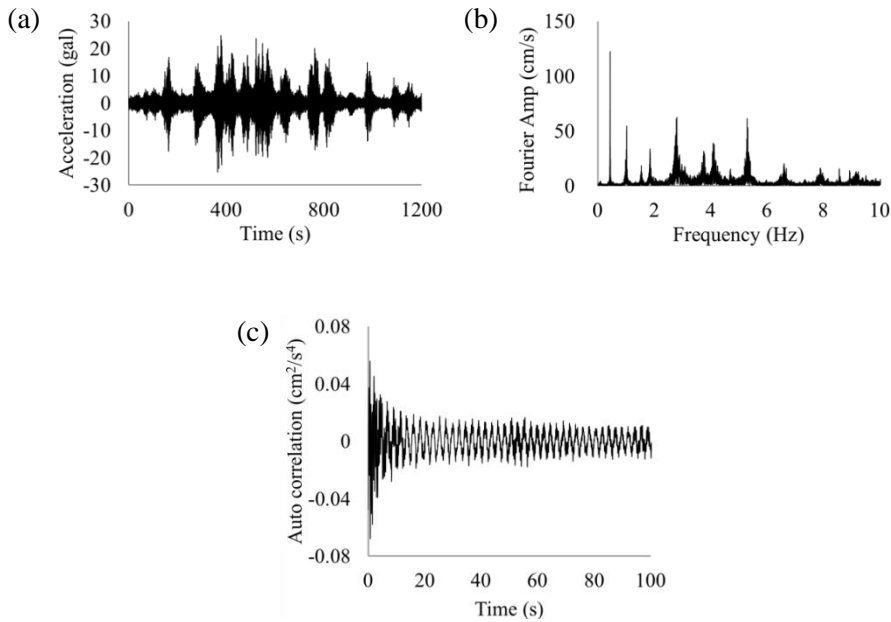 (a)
Acceleration (gal)
30
20
10
0
-10
-20
-30
0 400 800 1200
Time (s)
(b)
Fourier Amp (cm/s)
150
100
50
0
0 2 4 6 8 10
Frequency (Hz)
(c)
Auto correlation (cm²/s⁴)
0.08
0.04
0
-0.04
-0.08
0 20 40 60 80 100
Time (s)